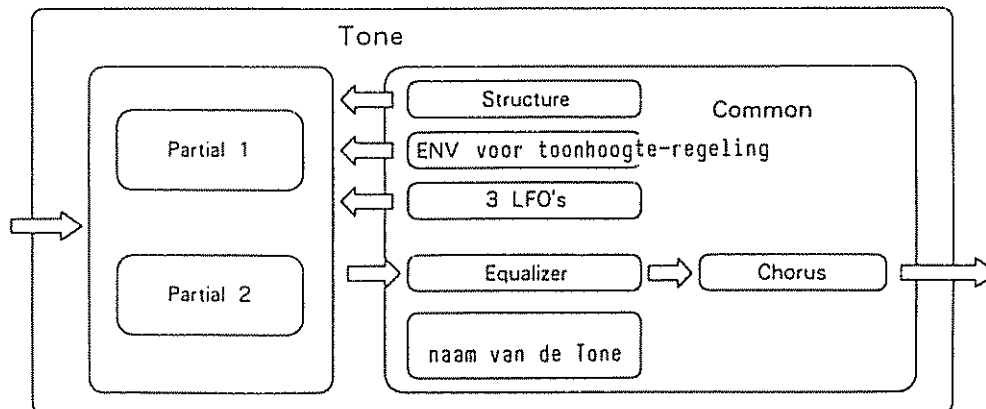 Tone
Partial 1
Partial 2
Common
Structure
ENV voor toonhoogte-regeling
3 LFO's
Equalizer
Chorus
naam van de Tone